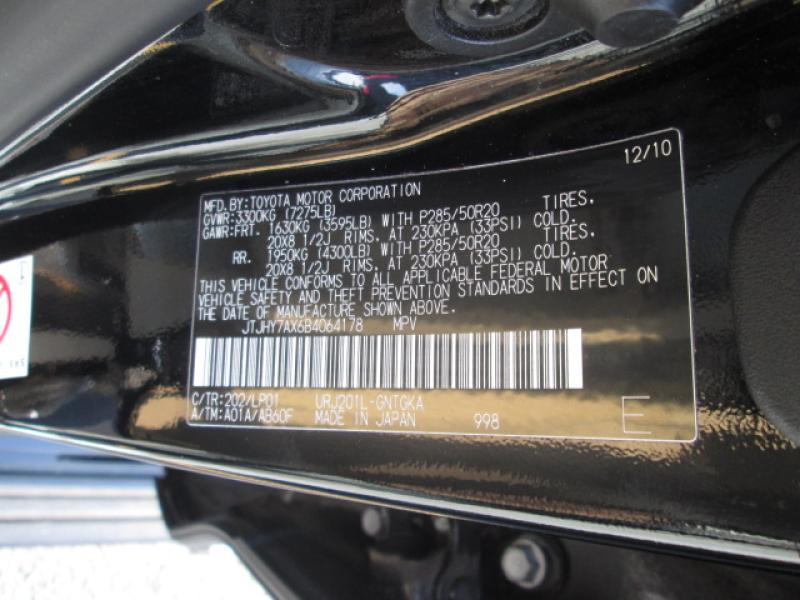 12/10
MFD. BY: TOYOTA MOTOR CORPORATION
GVWR: 3300KG (7275LB)
GAWR: FRT. 1630KG (3595LB) WITH P285/50R20 TIRES.
20X8 1/2J RIMS. AT 230KPA (33PSI) COLD.
RR. 1950KG (4300LB) WITH P285/50R20 TIRES.
20X8 1/2J RIMS. AT 230KPA (33PSI) COLD.
THIS VEHICLE CONFORMS TO ALL APPLICABLE FEDERAL MOTOR
VEHICLE SAFETY AND THEFT PREVENTION STANDARDS IN EFFECT ON
THE DATE OF MANUFACTURE SHOWN ABOVE.
JTJHY7AX6B4064178 MPV
C/TR: 202/LP01 URJ201L-GNTGKA
A/TM: A01A/AB60F MADE IN JAPAN 998 E